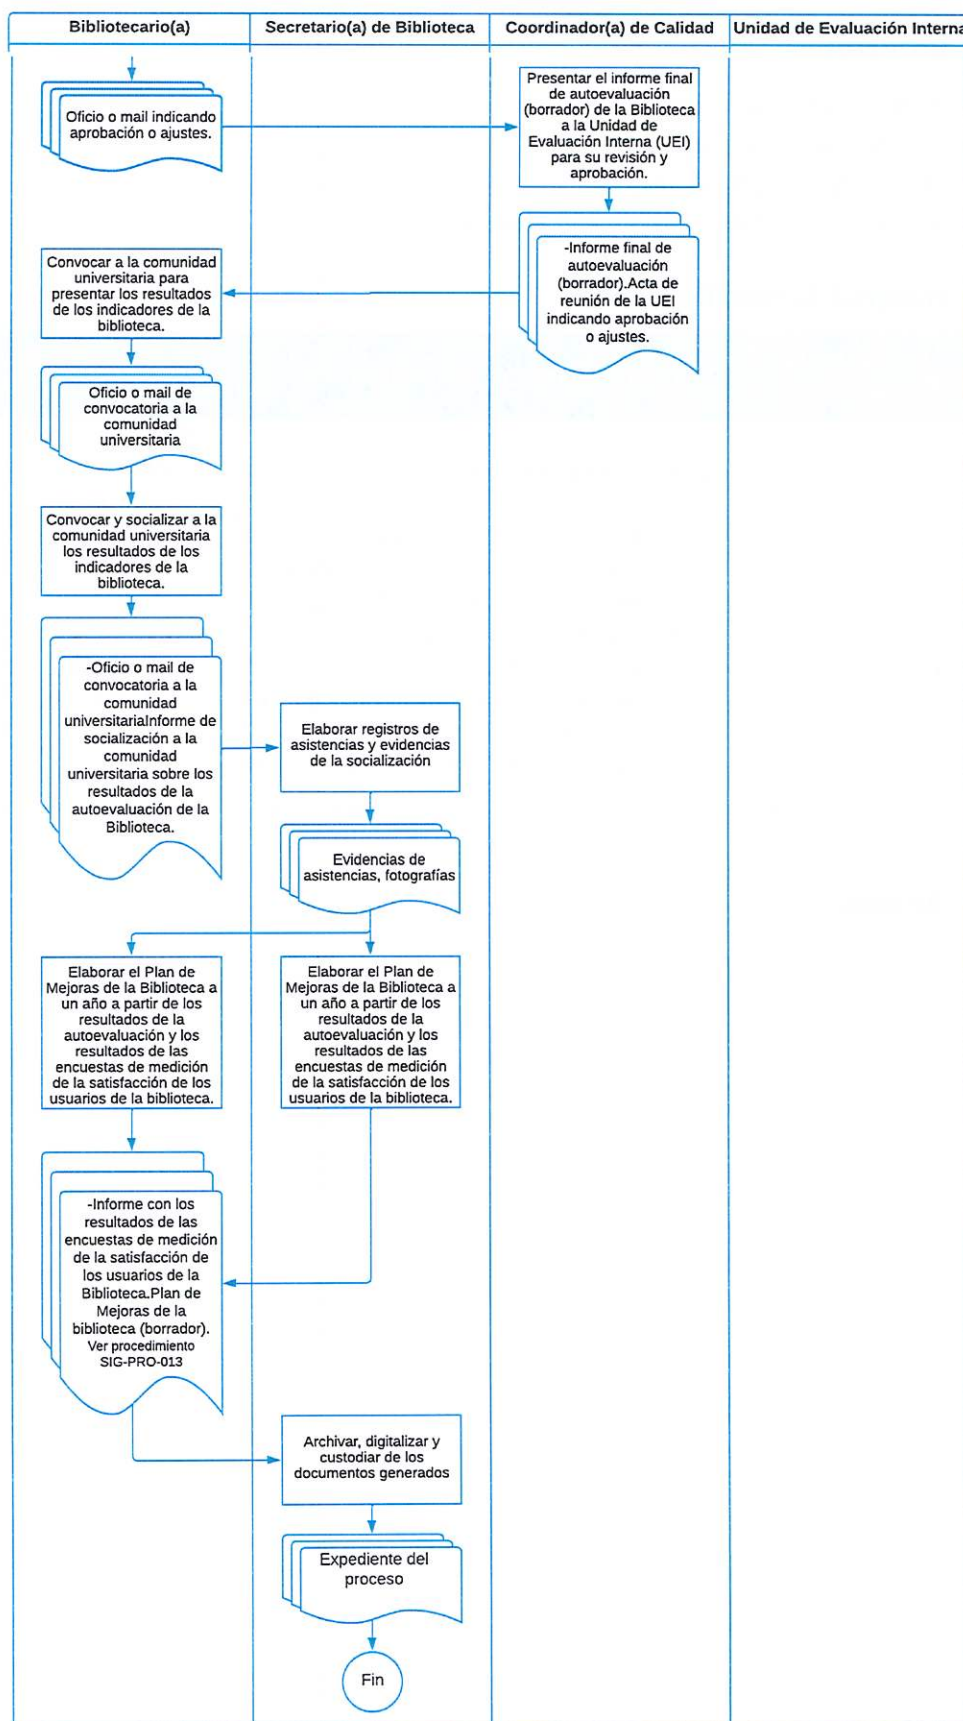 Bibliotecario(a)
Secretario(a) de Biblioteca
Coordinador(a) de Calidad
Unidad de Evaluación Interna
Oficio o mail indicando
aprobación o ajustes.
Presentar el informe final
de autoevaluación
(borrador) de la Biblioteca
a la Unidad de
Evaluación Interna (UEI)
para su revisión y
aprobación.
-Informe final de
autoevaluación
(borrador).Acta de
reunión de la UEI
indicando aprobación
o ajustes.
Convocar a la comunidad
universitaria para
presentar los resultados
de los indicadores de la
biblioteca.
Oficio o mail de
convocatoria a la
comunidad
universitaria
Convocar y socializar a la
comunidad universitaria
los resultados de los
indicadores de la
biblioteca.
-Oficio o mail de
convocatoria a la
comunidad
universitariaInforme de
socialización a la
comunidad
universitaria sobre los
resultados de la
autoevaluación de la
Biblioteca.
Elaborar registros de
asistencias y evidencias
de la socialización
Evidencias de
asistencias, fotografías
Elaborar el Plan de
Mejoras de la Biblioteca a
un año a partir de los
resultados de la
autoevaluación y los
resultados de las
encuestas de medición
de la satisfacción de los
usuarios de la biblioteca.
Elaborar el Plan de
Mejoras de la Biblioteca a
un año a partir de los
resultados de la
autoevaluación y los
resultados de las
encuestas de medición
de la satisfacción de los
usuarios de la biblioteca.
-Informe con los
resultados de las
encuestas de medición
de la satisfacción de
los usuarios de la
Biblioteca.Plan de
Mejoras de la
biblioteca (borrador).
Ver procedimiento
SIG-PRO-013
Archivar, digitalizar y
custodiar de los
documentos generados
Expediente del
proceso
Fin